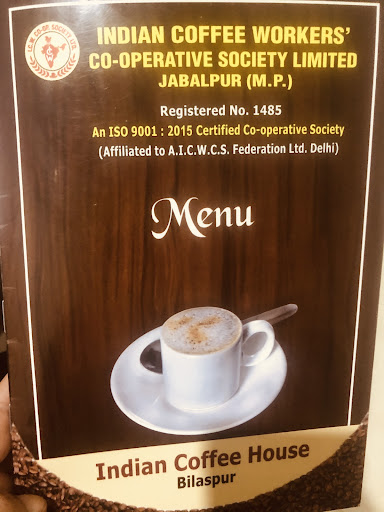 INDIAN COFFEE WORKERS'
CO-OPERATIVE SOCIETY LIMITED
JABALPUR (M.P.)
Registered No. 1485
An ISO 9001 : 2015 Certified Co-operative Society
(Affiliated to A.I.C.W.C.S. Federation Ltd. Delhi)
Menu
Indian Coffee House
Bilaspur